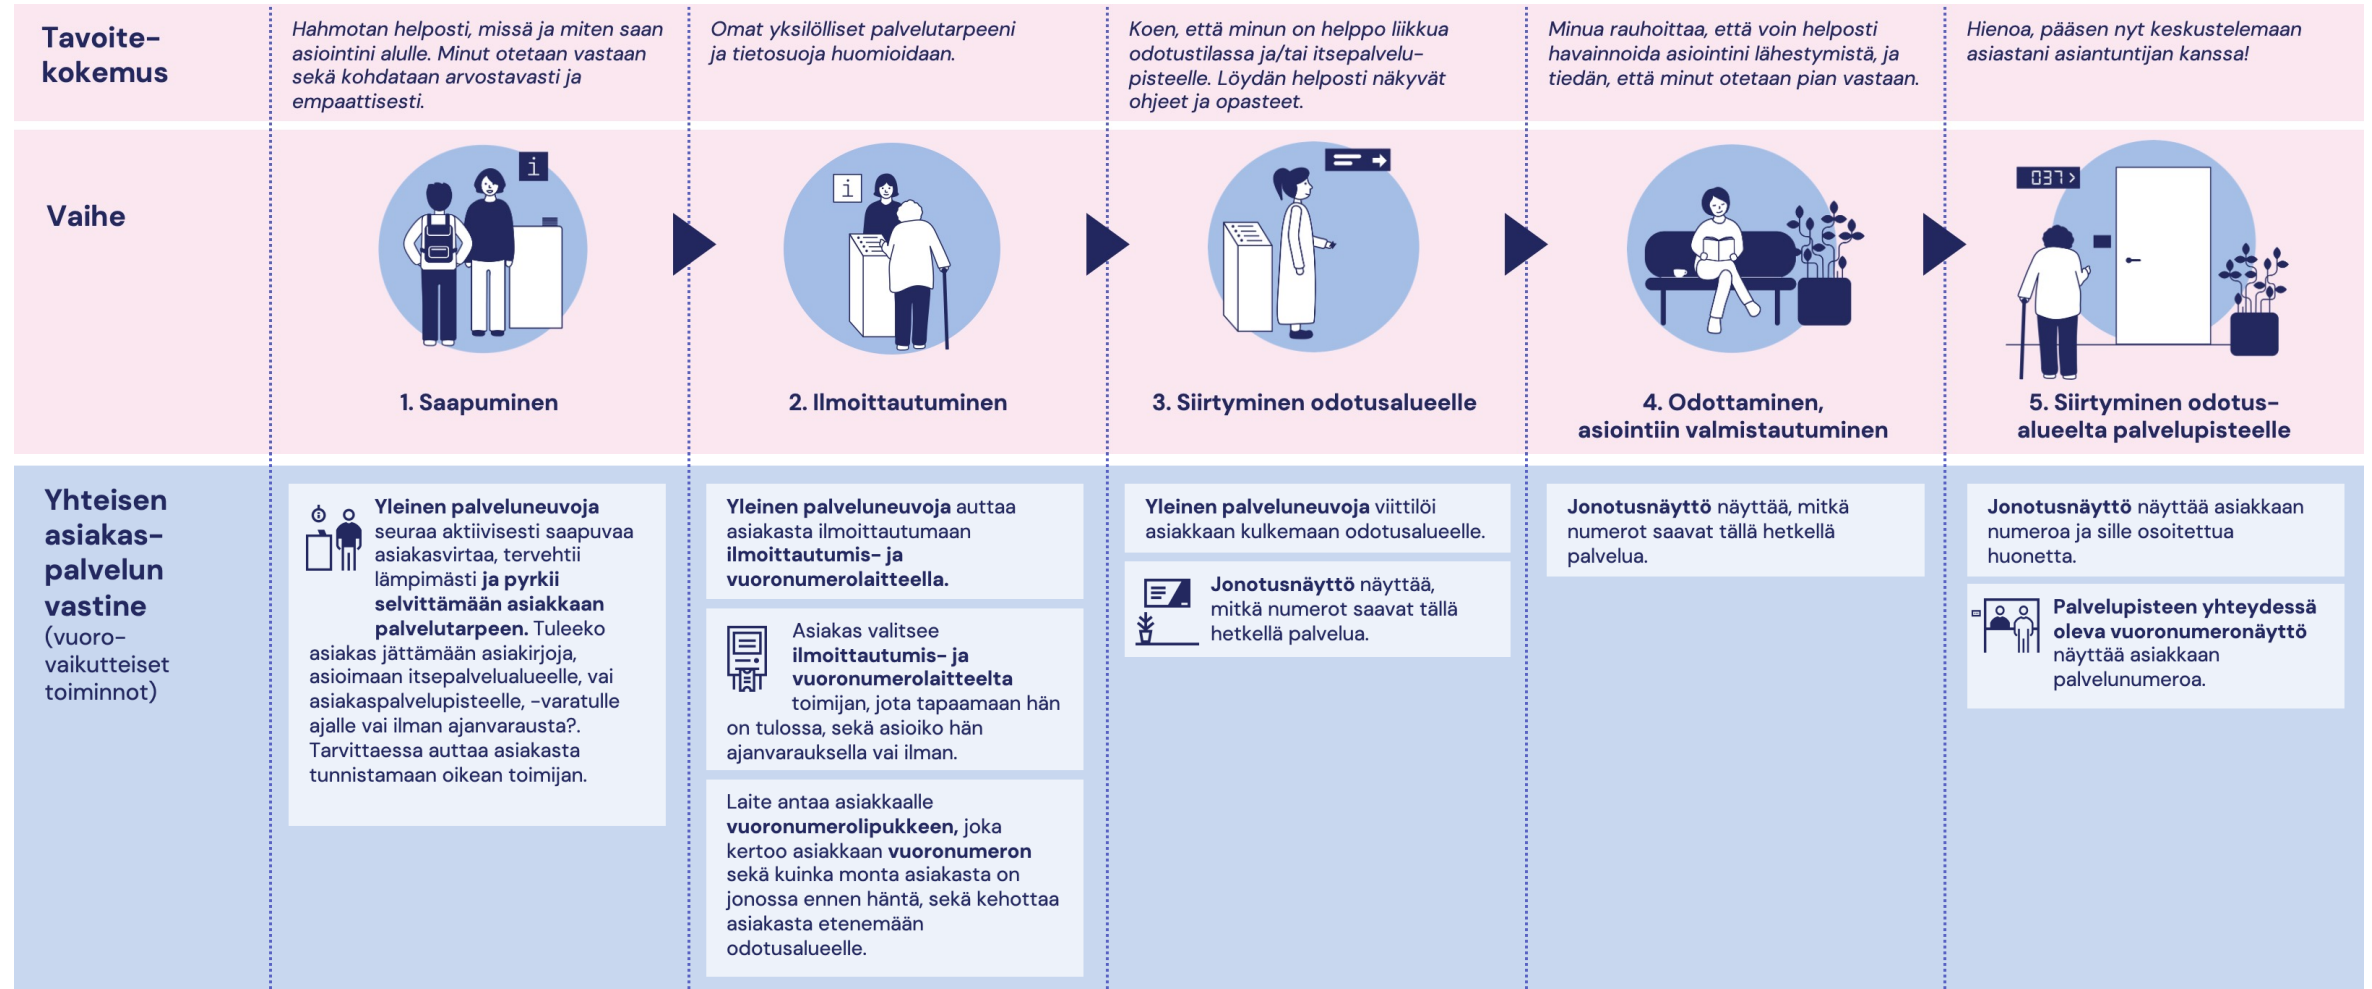 Tavoite-
kokemus
Hahmotan helposti, missä ja miten saan
asiointini alulle. Minut otetaan vastaan
sekä kohdataan arvostavasti ja
empaattisesti.
Omat yksilölliset palvelutarpeeni
ja tietosuoja huomioidaan.
Koen, että minun on helppo liikkua
odotustilassa ja/tai itsepalvelu-
pisteelle. Löydän helposti näkyvät
ohjeet ja opasteet.
Minua rauhoittaa, että voin helposti
havainnoida asiointini lähestymistä, ja
tiedän, että minut otetaan pian vastaan.
Hienoa, pääsen nyt keskustelemaan
asiastani asiantuntijan kanssa!
Vaihe
i
1. Saapuminen
i
2. Ilmoittautuminen
3. Siirtyminen odotusalueelle
4. Odottaminen,
asiointiin valmistautuminen
037 >
5. Siirtyminen odotus-
alueelta palvelupisteelle
Yhteisen
asiakas-
palvelun
vastine
(vuoro-
vaikutteiset
toiminnot)
Yleinen palveluneuvoja
seuraa aktiivisesti saapuvaa
asiakasvirtaa, tervehtii
lämpimästi ja pyrkii
selvittämään asiakkaan
palvelutarpeen. Tuleeko
asiakas jättämään asiakirjoja,
asioimaan itsepalvelualueelle, vai
asiakaspalvelupisteelle, -varatulle
ajalle vai ilman ajanvarausta?.
Tarvittaessa auttaa asiakasta
tunnistamaan oikean toimijan.
Yleinen palveluneuvoja auttaa
asiakasta ilmoittautumaan
ilmoittautumis- ja
vuoronumerolaitteella.
Asiakas valitsee
ilmoittautumis- ja
vuoronumerolaitteelta
toimijan, jota tapaamaan hän
on tulossa, sekä asioiko hän
ajanvarauksella vai ilman.
Laite antaa asiakkaalle
vuoronumerolipukkeen, joka
kertoo asiakkaan vuoronumeron
sekä kuinka monta asiakasta on
jonossa ennen häntä, sekä kehottaa
asiakasta etenemään
odotusalueelle.
Yleinen palveluneuvoja viittilöi
asiakkaan kulkemaan odotusalueelle.
Jonotusnäyttö näyttää,
mitkä numerot saavat tällä
hetkellä palvelua.
Jonotusnäyttö näyttää, mitkä
numerot saavat tällä hetkellä
palvelua.
Jonotusnäyttö näyttää asiakkaan
numeroa ja sille osoitettua
huonetta.
Palvelupisteen yhteydessä
oleva vuoronumeronäyttö
näyttää asiakkaan
palvelunumeroa.